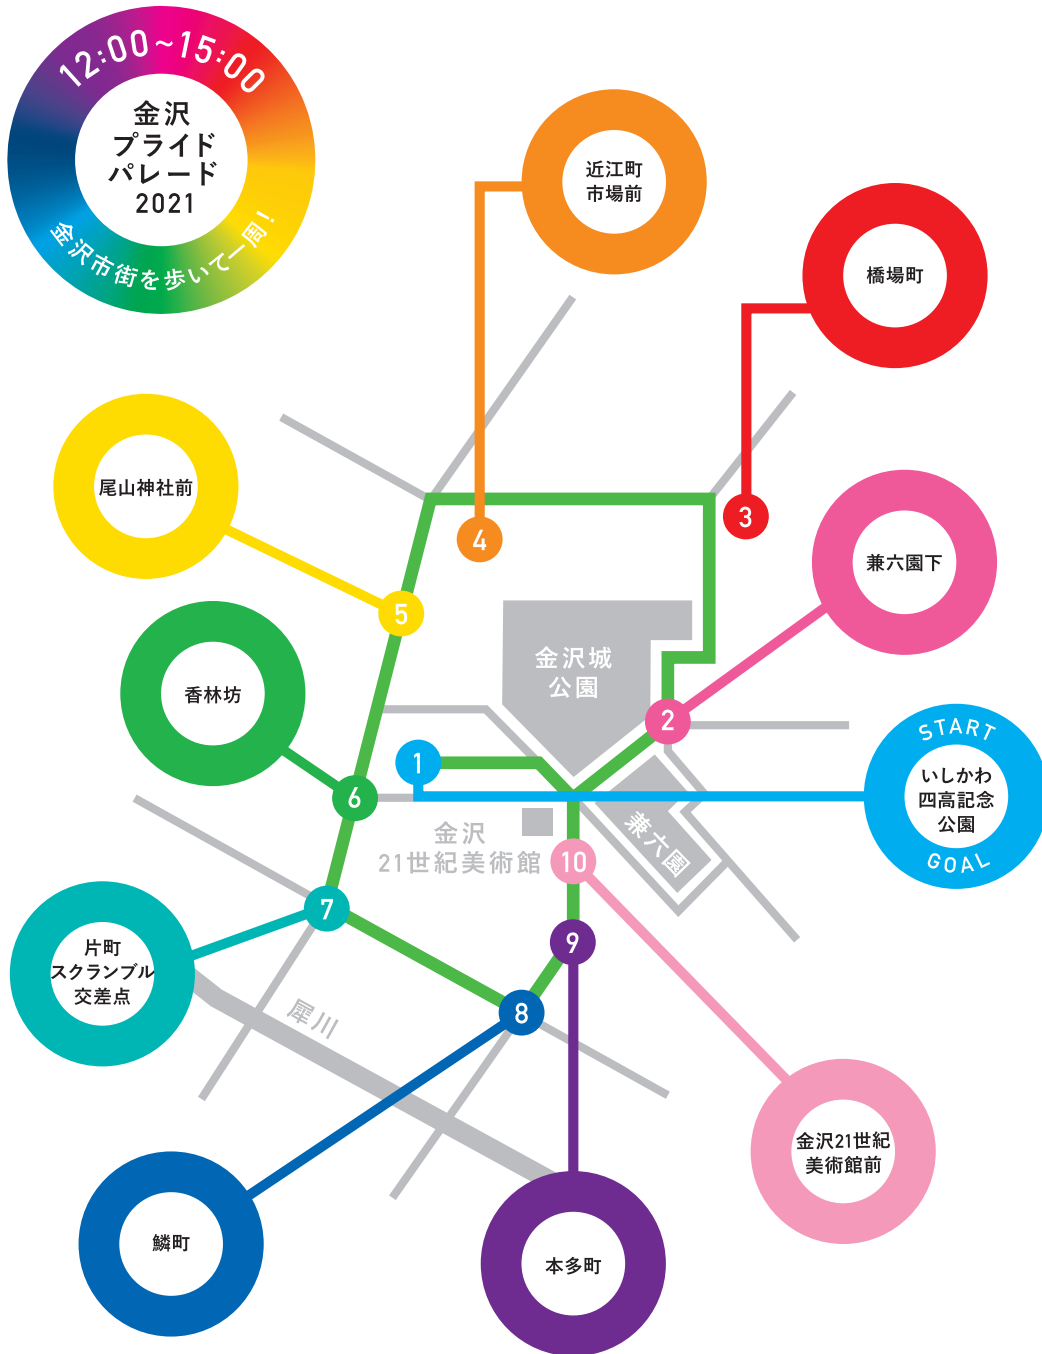 12:00~15:00
金沢
プライド
パレード
2021
金沢市街を歩いて一周!
近江町
市場前
橋場町
尾山神社前
4
3
兼六園下
5
香林坊
金沢城
公園
2
1
START
いしかわ
四高記念
公園
GOAL
6
金沢
21世紀美術館
兼六園
10
7
片町
スクランブル
交差点
9
8
犀川
金沢21世紀
美術館前
鱗町
本多町